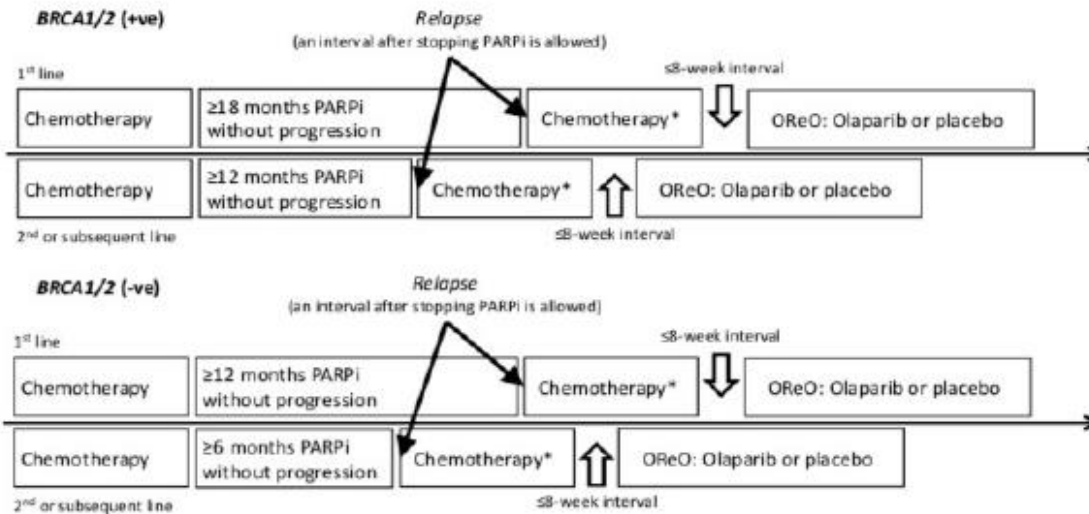 BRCA1/2 (+ve)
Relapse
(an interval after stopping PARPi is allowed)
1st line
≤8-week interval
Chemotherapy
≥18 months PARPi
without progression
Chemotherapy*
OReO: Olaparib or placebo
Chemotherapy
≥12 months PARPi
without progression
Chemotherapy*
OReO: Olaparib or placebo
2nd or subsequent line
≤8-week interval
BRCA1/2 (-ve)
Relapse
(an interval after stopping PARPi is allowed)
1st line
≤8-week interval
Chemotherapy
≥12 months PARPi
without progression
Chemotherapy*
OReO: Olaparib or placebo
Chemotherapy
≥6 months PARPi
without progression
Chemotherapy*
OReO: Olaparib or placebo
2nd or subsequent line
≤8-week interval